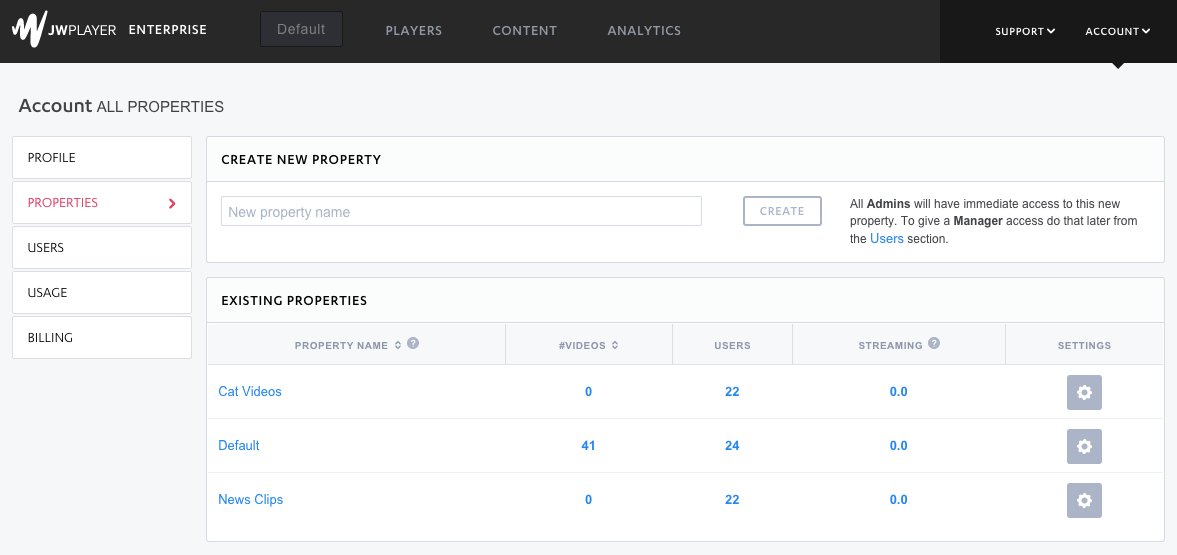 JWPLAYER ENTERPRISE Default PLAYERS CONTENT ANALYTICS SUPPORT ACCOUNT
Account ALL PROPERTIES
PROFILE
PROPERTIES
USERS
USAGE
BILLING
CREATE NEW PROPERTY
New property name
CREATE
All Admins will have immediate access to this new
property. To give a Manager access do that later from
the Users section.
EXISTING PROPERTIES
PROPERTY NAME ? #VIDEOS USERS STREAMING ? SETTINGS
Cat Videos 0 22 0.0
Default 41 24 0.0
News Clips 0 22 0.0